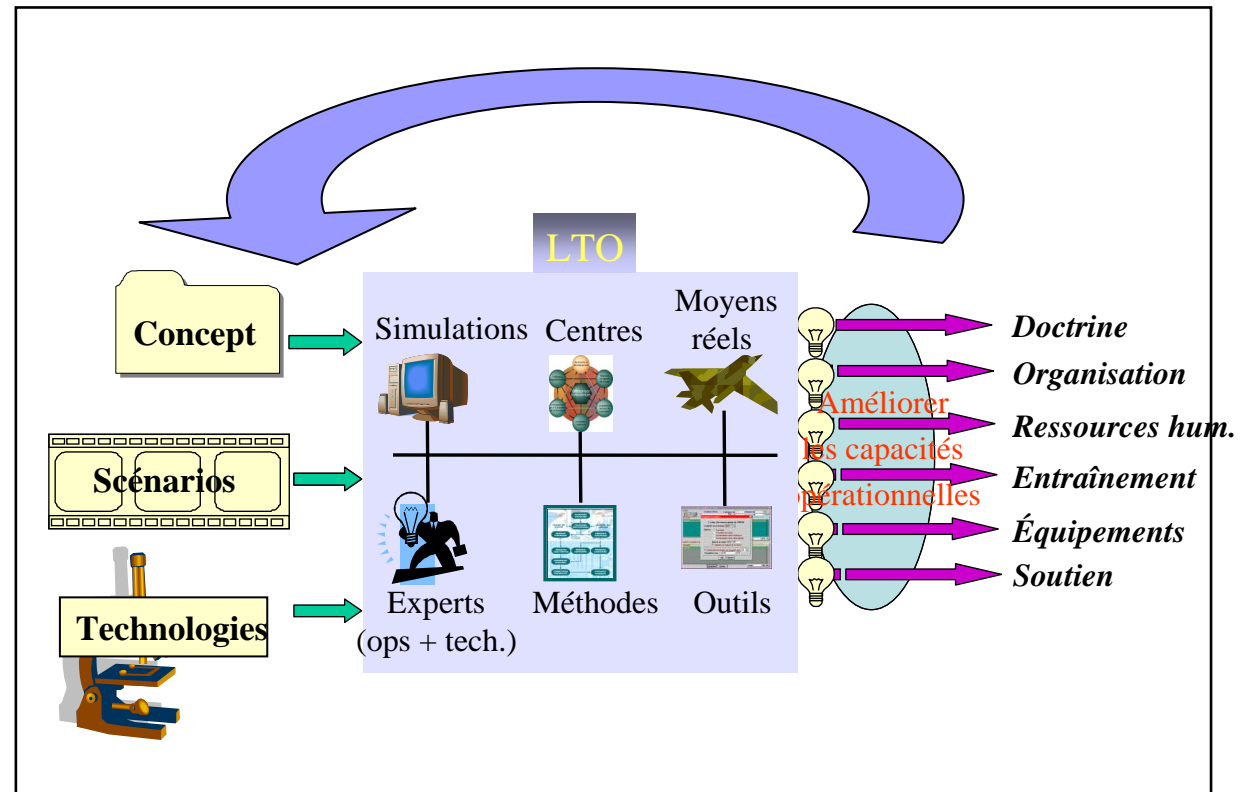 LTO
Concept
Scénarios
Technologies
Simulations
Centres
Moyens
réels
Experts
(ops + tech.)
Méthodes
Outils
Améliorer
les capacités
opérationnelles
Doctrine
Organisation
Ressources hum.
Entraînement
Équipements
Soutien